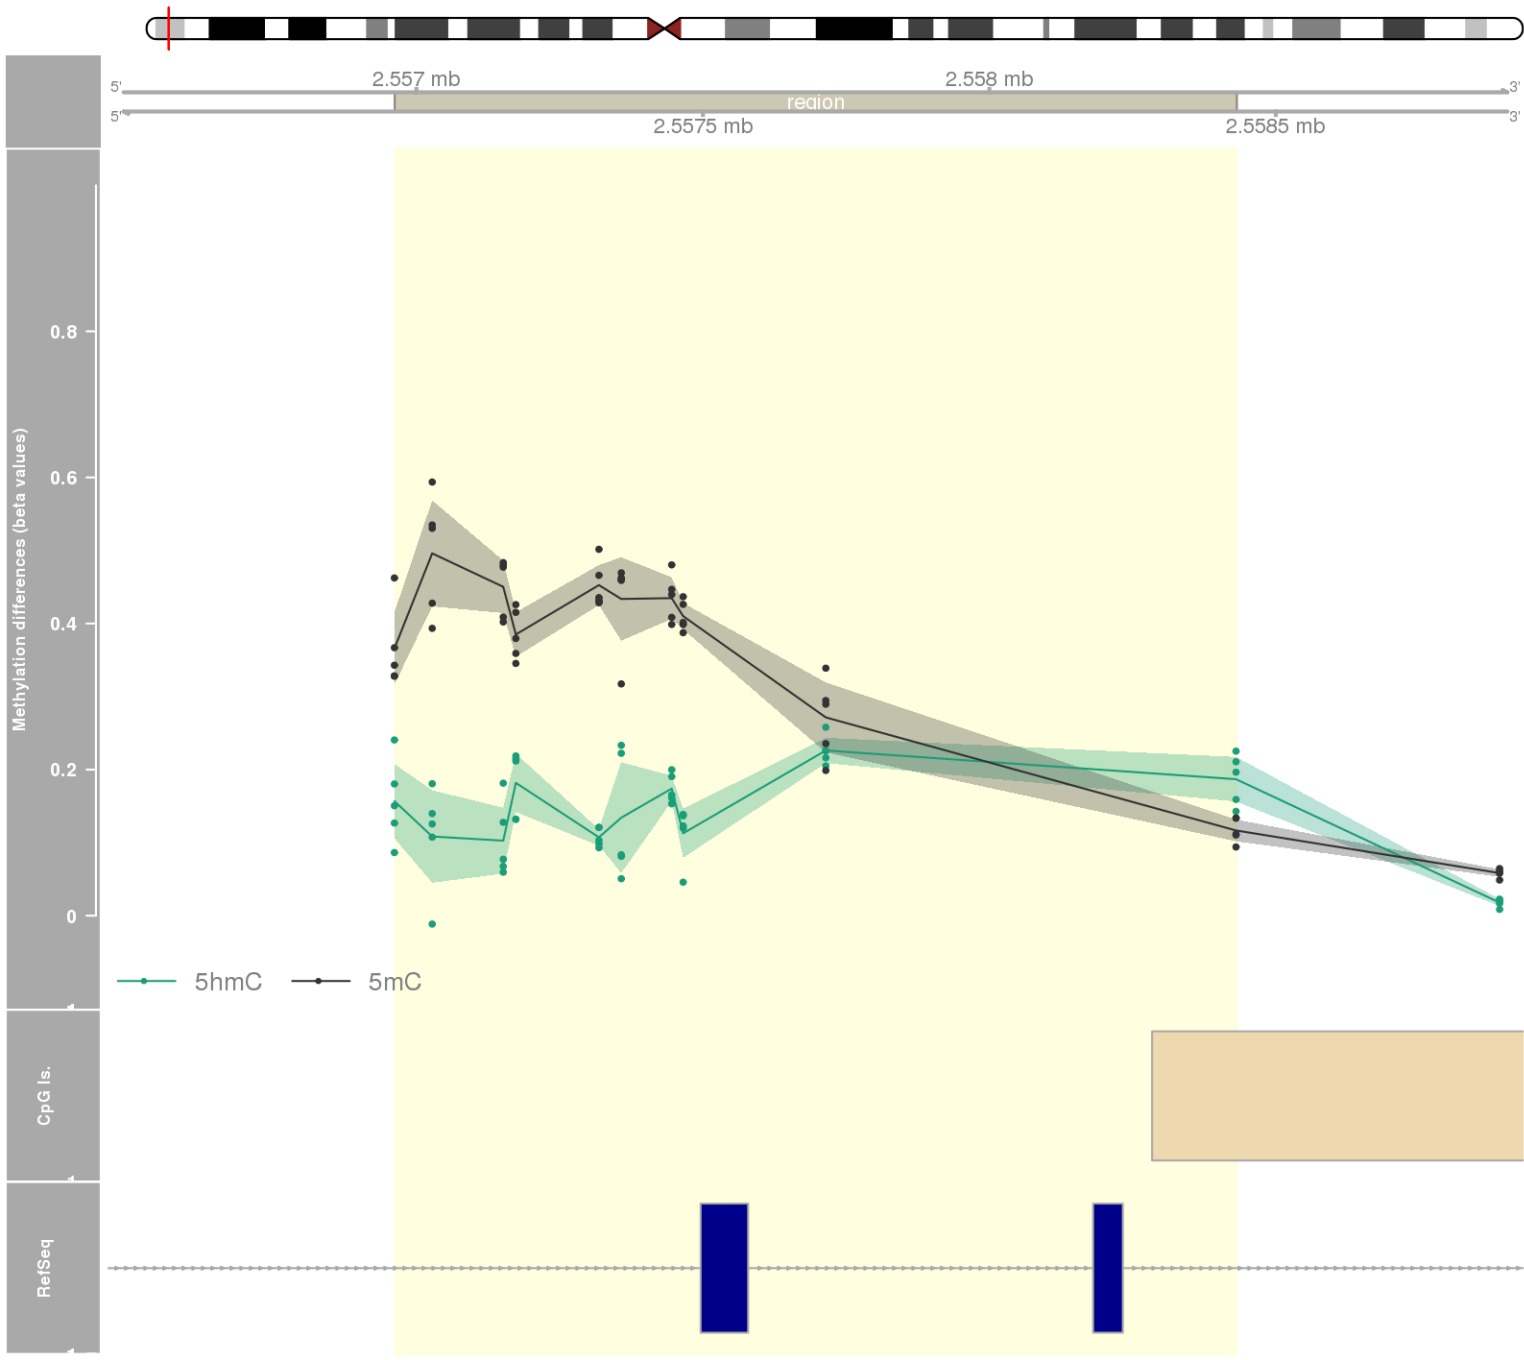 2.557 mb
2.558 mb
5'
3'
region
5'
3'
2.5575 mb
2.5585 mb
Methylation differences (beta values)
0.8
0.6
0.4
0.2
0
5hmC
5mC
CpG Is.
RefSeq